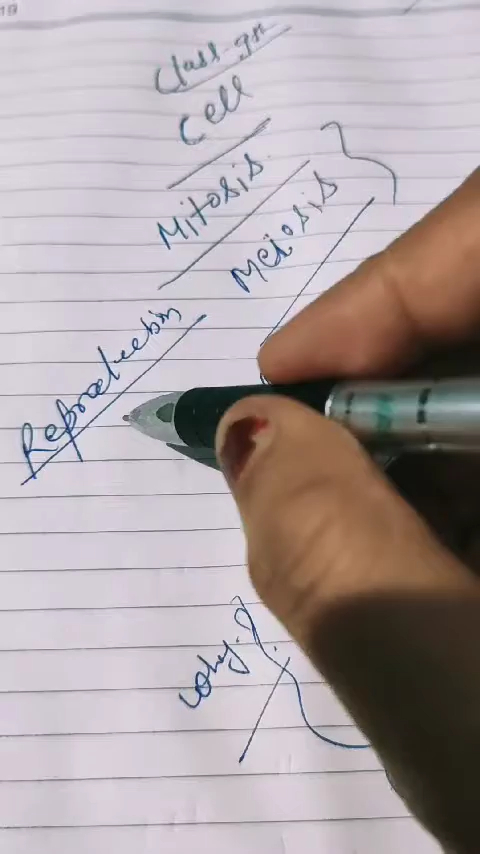 Class-9th
Cell
Mitosis
Meiosis
Reproduction
Why?